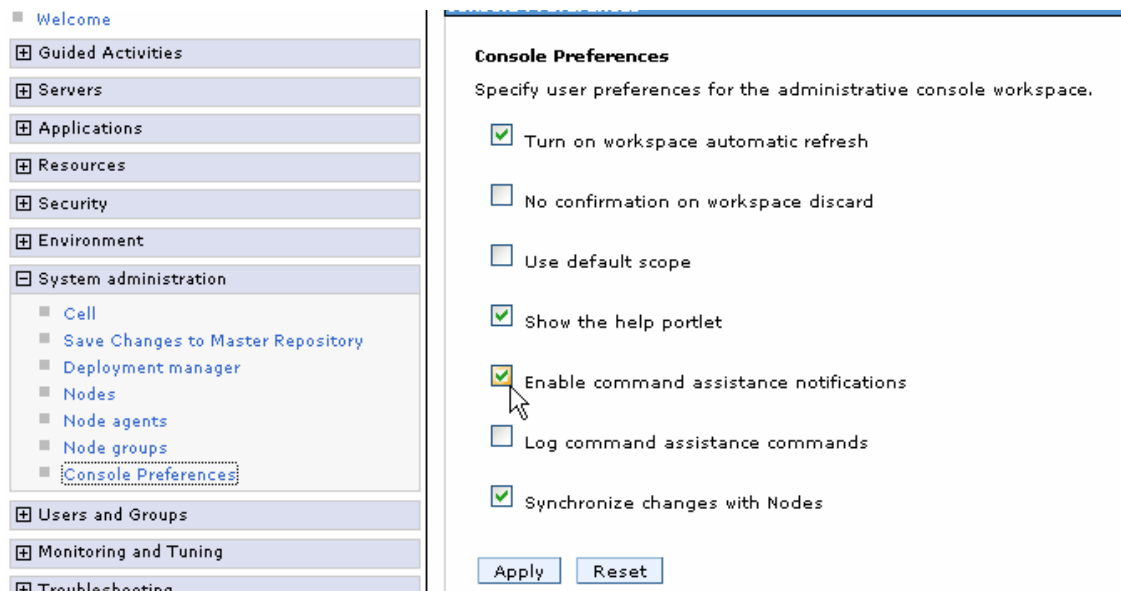 Welcome
Guided Activities
Servers
Applications
Resources
Security
Environment
System administration
Cell
Save Changes to Master Repository
Deployment manager
Nodes
Node agents
Node groups
Console Preferences
Users and Groups
Monitoring and Tuning
Troubleshooting
Console Preferences
Console Preferences
Specify user preferences for the administrative console workspace.
Turn on workspace automatic refresh
No confirmation on workspace discard
Use default scope
Show the help portlet
Enable command assistance notifications
Log command assistance commands
Synchronize changes with Nodes
Apply Reset